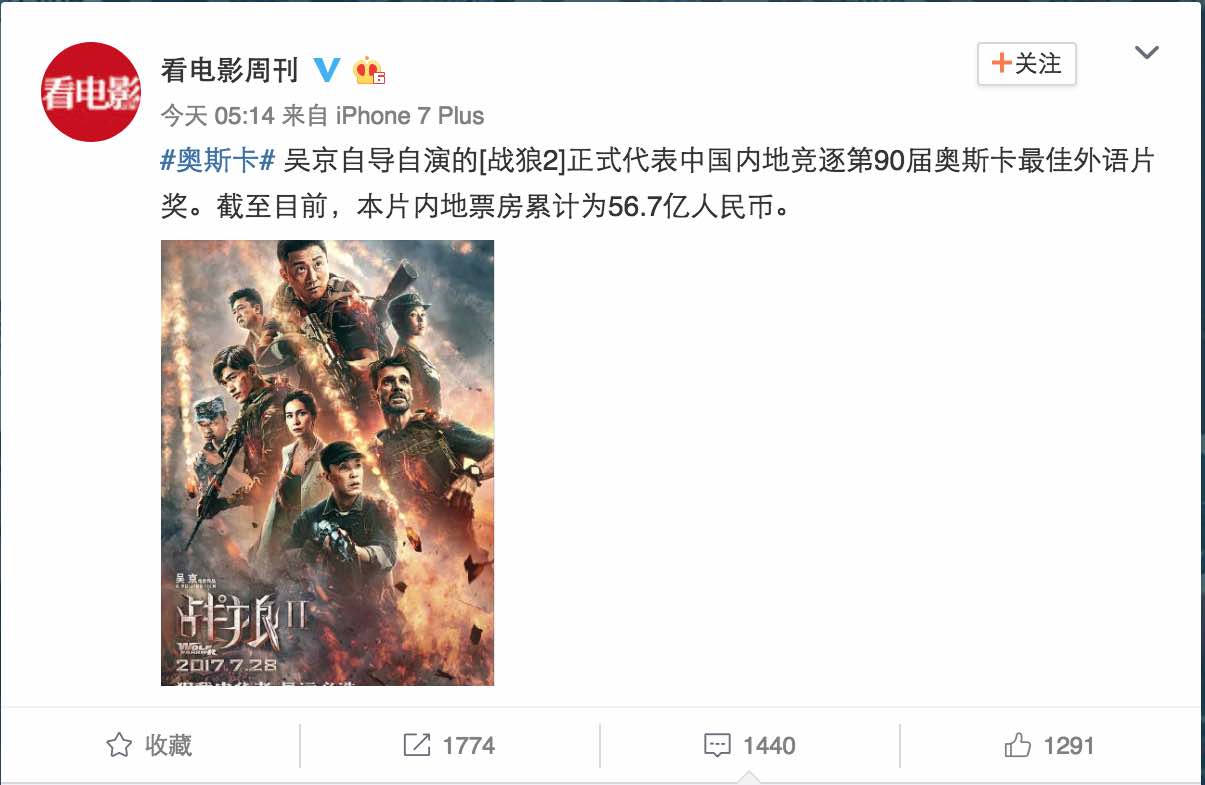 看电影
看电影周刊
+关注
今天 05:14 来自 iPhone 7 Plus
#奥斯卡# 吴京自导自演的[战狼2]正式代表中国内地竞逐第90届奥斯卡最佳外语片
奖。截至目前，本片内地票房累计为56.7亿人民币。
吴京
战狼II
WOLF
2017.7.28
收藏
1774
1440
1291